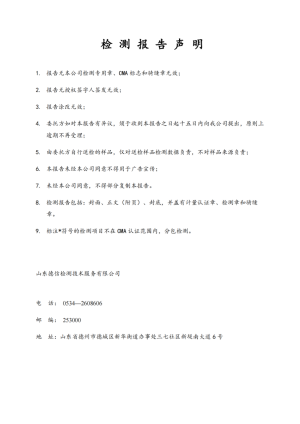 检 测 报 告 声 明
1. 报告无本公司检测专用章、CMA 标志和骑缝章无效；
2. 报告无授权签字人签发无效；
3. 报告涂改无效；
4. 委托方如对本报告有异议，须于收到本报告之日起十五日内向我公司提出，原则上
逾期不再受理；
5. 由委托方自行送检的样品，仅对送检样品检测数据负责，不对样品来源负责；
6. 本报告未经本公司同意不得用于广告宣传；
7. 未经本公司同意，不得部分复制本报告。
8. 检测报告包括：封面、正文（附页）、封底，并盖有计量认证章、检测章和骑缝
章。
9. 标注*符号的检测项目不在 CMA 认证范围内，分包检测。
山东德信检测技术服务有限公司
电 话： 0534—2608606
邮 编： 253000
地 址： 山东省德州市德城区新华街道办事处三七社区新堤南大道 6 号